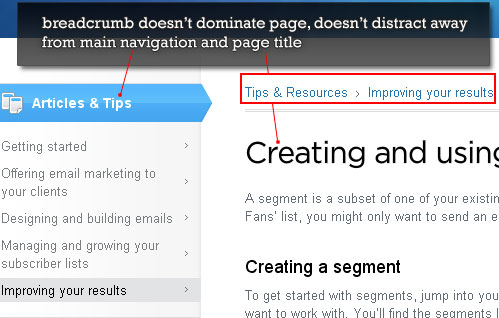 breadcrumb doesn't dominate page, doesn't distract away
from main navigation and page title
Articles & Tips
Getting started
Offering email marketing to
your clients
Designing and building emails
Managing and growing your
subscriber lists
Improving your results
Tips & Resources › Improving your results
Creating and using
A segment is a subset of one of your existing
Fans' list, you might only want to send an
Creating a segment
To get started with segments, jump into you
want to work with. You'll find the segments